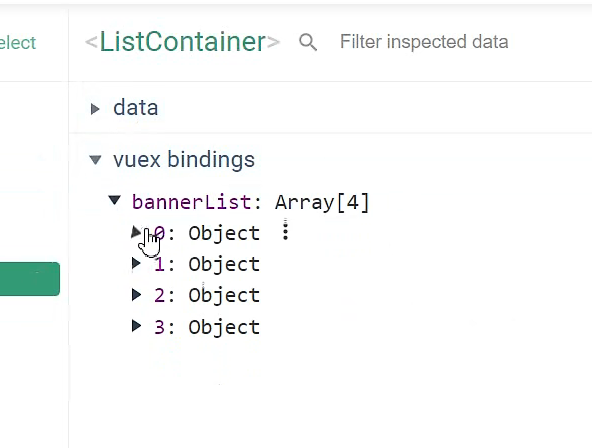 elect
<ListContainer>
Filter inspected data
data
vuex bindings
bannerList: Array[4]
0: Object
1: Object
2: Object
3: Object